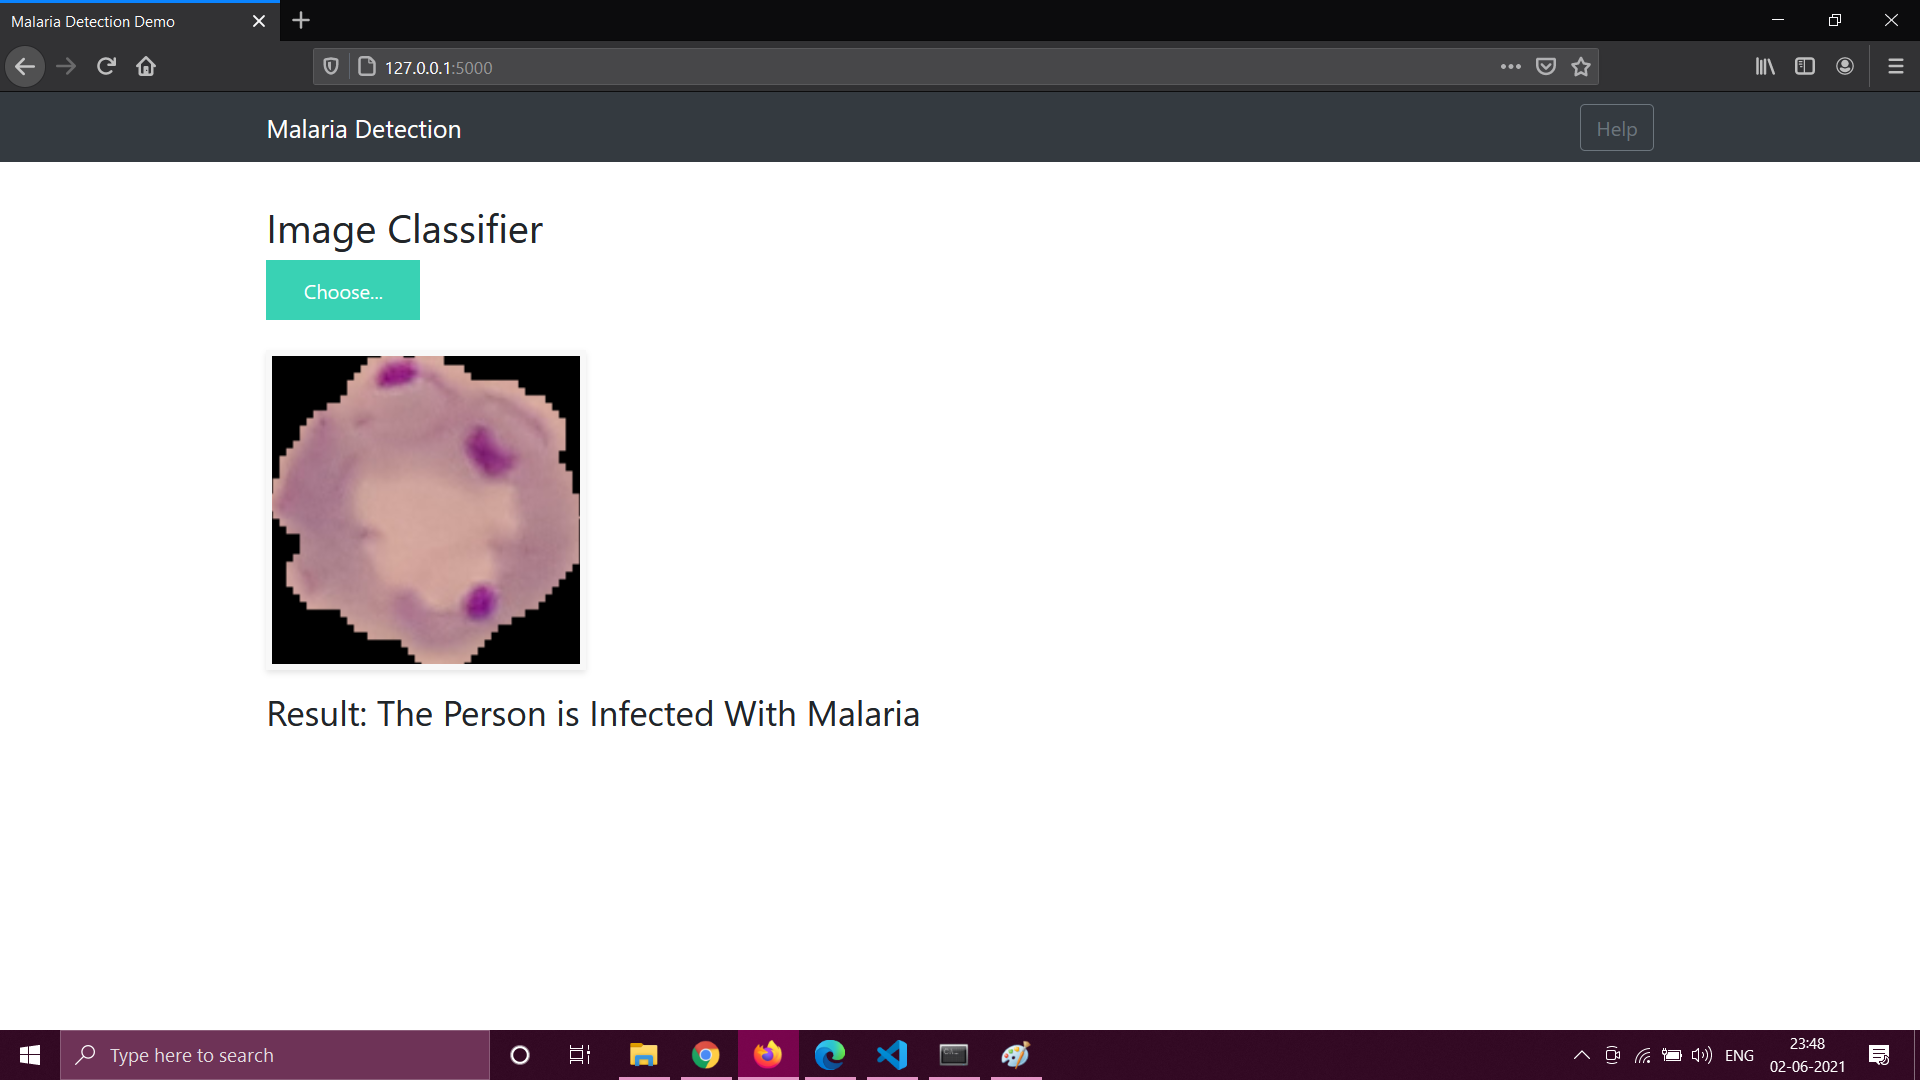 Malaria Detection Demo
127.0.0.1:5000
Malaria Detection
Help
Image Classifier
Choose...
Result: The Person is Infected With Malaria
Type here to search
ENG
23:48
02-06-2021